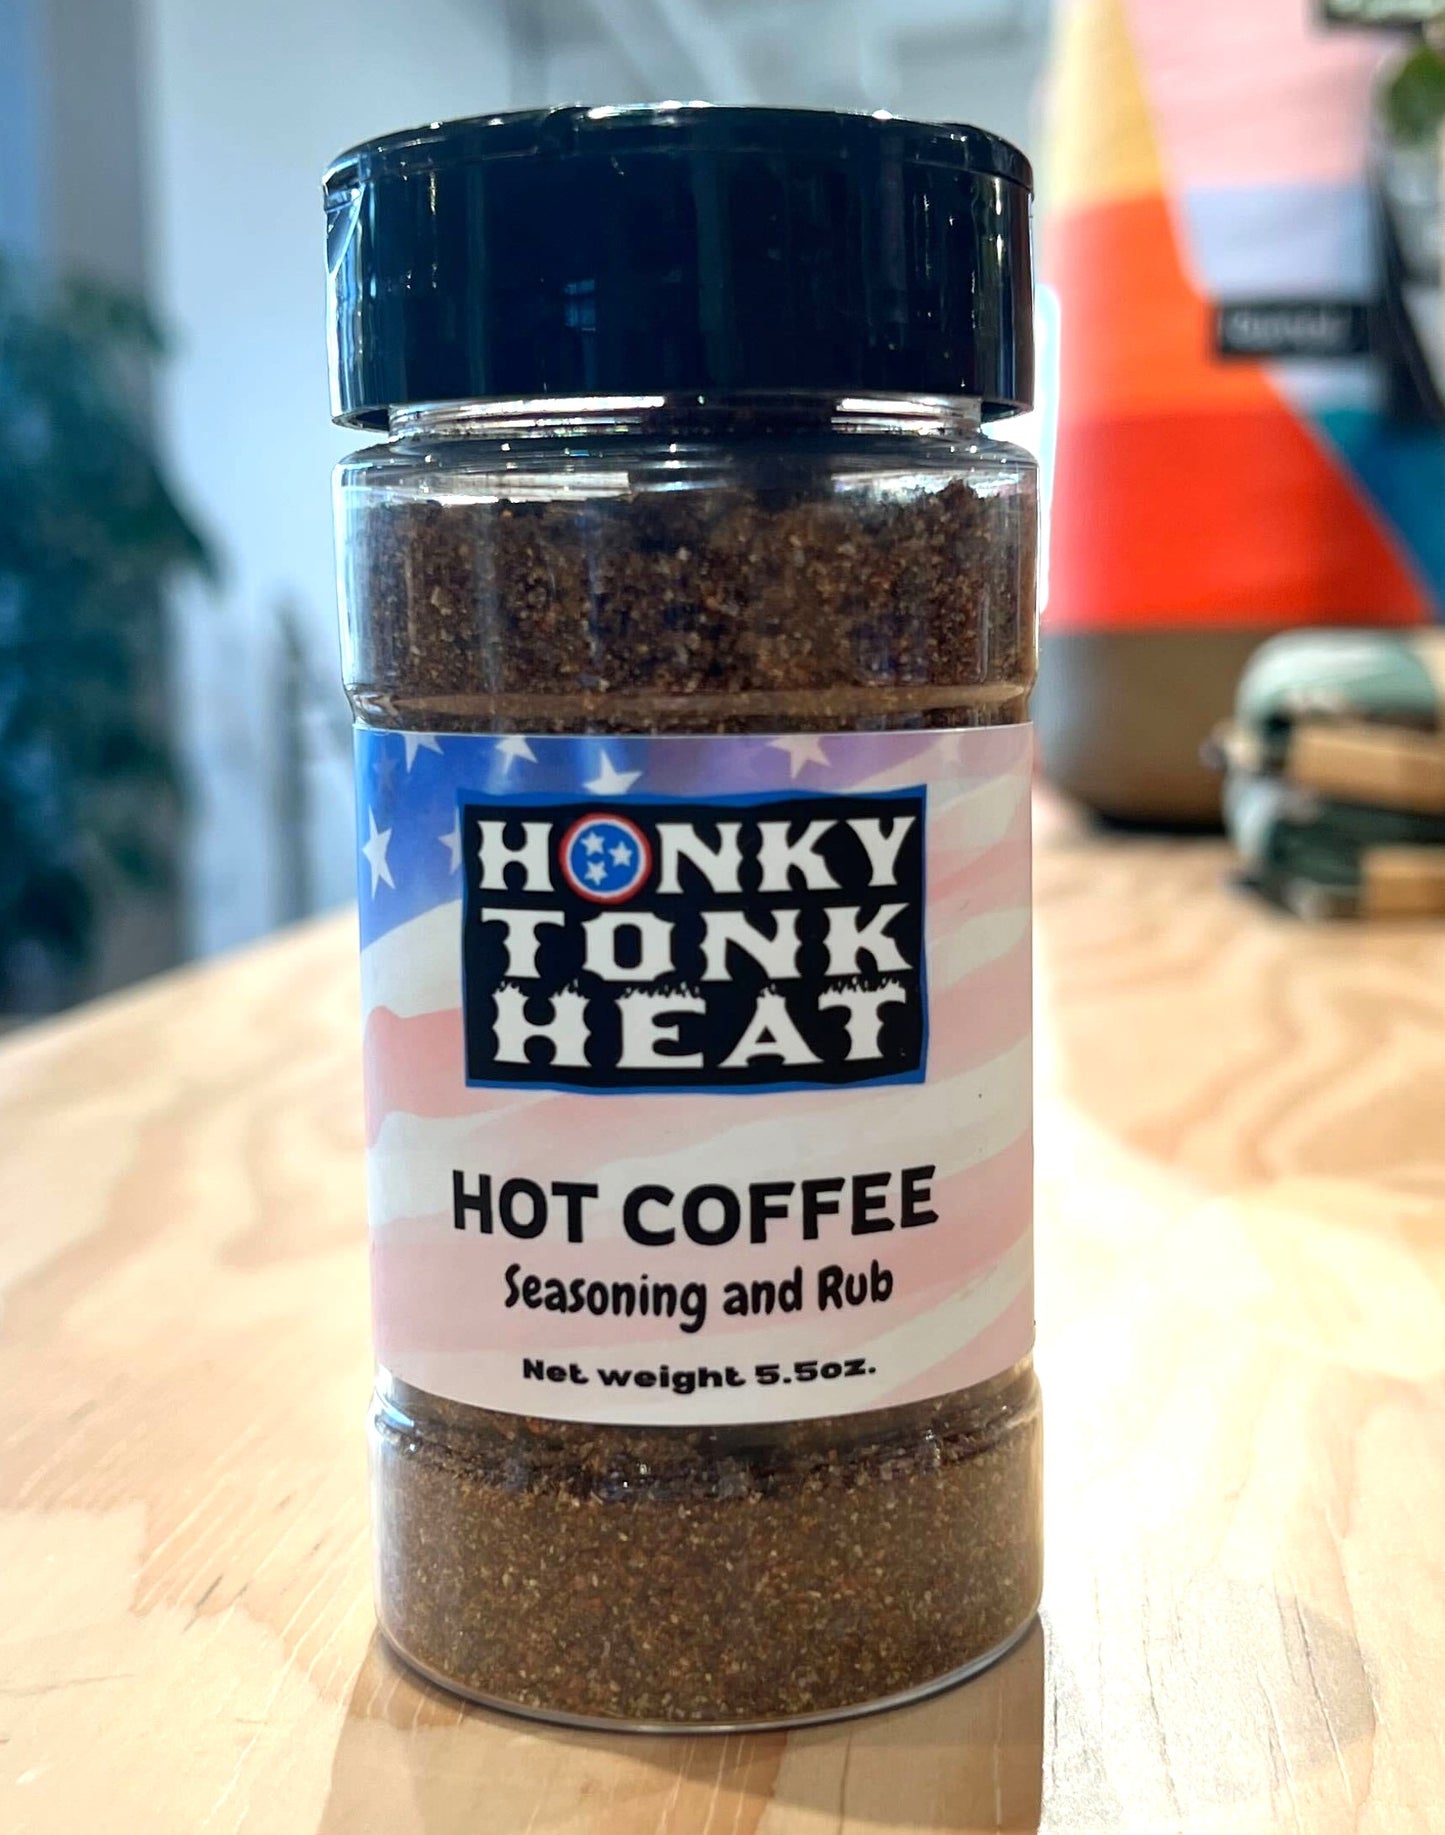 HONKY
TONK
HEAT
HOT COFFEE
Seasoning and Rub
Net weight 5.5oz.